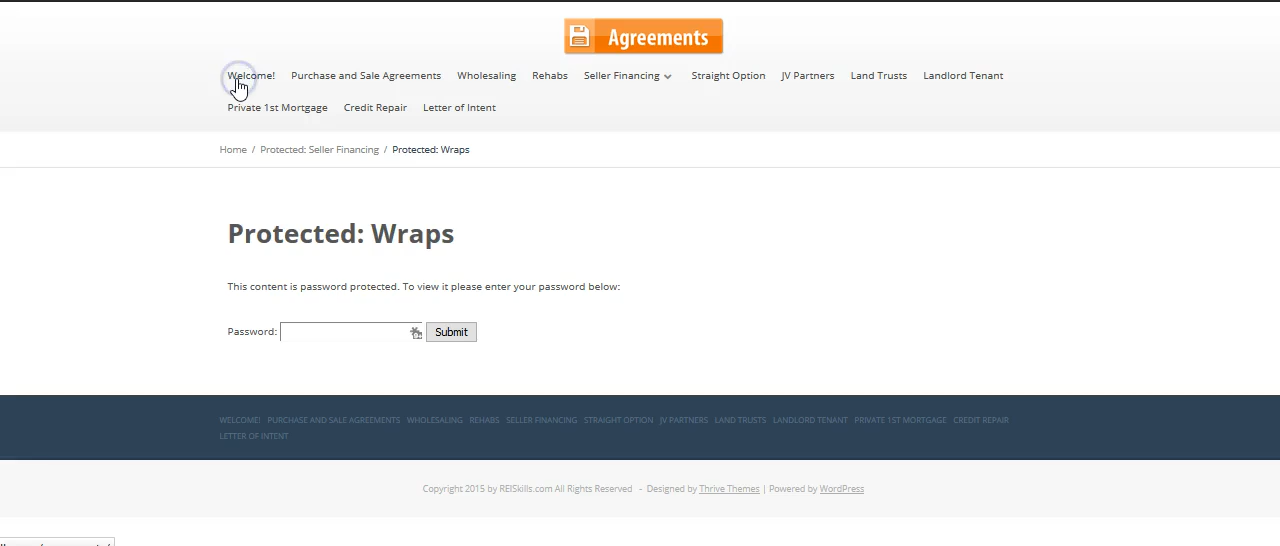 Agreements
Welcome! Purchase and Sale Agreements Wholesaling Rehabs Seller Financing Straight Option JV Partners Land Trusts Landlord Tenant
Private 1st Mortgage Credit Repair Letter of Intent
Home / Protected: Seller Financing / Protected: Wraps
Protected: Wraps
This content is password protected. To view it please enter your password below:
Password: Submit
WELCOME! PURCHASE AND SALE AGREEMENTS WHOLESALING REHABS SELLER FINANCING STRAIGHT OPTION JV PARTNERS LAND TRUSTS LANDLORD TENANT PRIVATE 1ST MORTGAGE CREDIT REPAIR
LETTER OF INTENT
Copyright 2015 by REISkills.com All Rights Reserved - Designed by Thrive Themes | Powered by WordPress